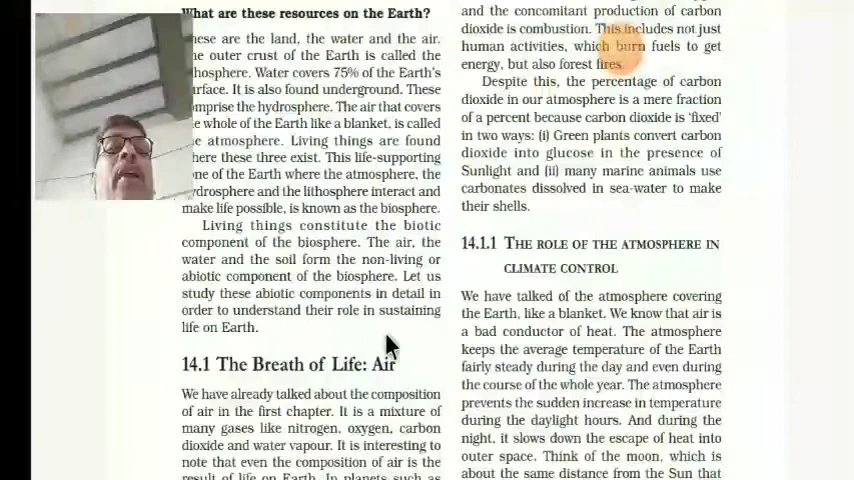 What are these resources on the Earth?
hese are the land, the water and the air.
he outer crust of the Earth is called the
hosphere. Water covers 75% of the Earth's
urface. It is also found underground. These
omprise the hydrosphere. The air that covers
e whole of the Earth like a blanket, is called
e atmosphere. Living things are found
here these three exist. This life-supporting
one of the Earth where the atmosphere, the
ydrosphere and the lithosphere interact and
make life possible, is known as the biosphere.
Living things constitute the biotic
component of the biosphere. The air, the
water and the soil form the non-living or
abiotic component of the biosphere. Let us
study these abiotic components in detail in
order to understand their role in sustaining
life on Earth.
14.1 The Breath of Life: Air
We have already talked about the composition
of air in the first chapter. It is a mixture of
many gases like nitrogen, oxygen, carbon
dioxide and water vapour. It is interesting to
note that even the composition of air is the
result of life on Earth. In planets such as
and the concomitant production of carbon
dioxide is combustion. This includes not just
human activities, which burn fuels to get
energy, but also forest fires.
Despite this, the percentage of carbon
dioxide in our atmosphere is a mere fraction
of a percent because carbon dioxide is 'fixed'
in two ways: (i) Green plants convert carbon
dioxide into glucose in the presence of
Sunlight and (ii) many marine animals use
carbonates dissolved in sea-water to make
their shells.
14.1.1 THE ROLE OF THE ATMOSPHERE IN
CLIMATE CONTROL
We have talked of the atmosphere covering
the Earth, like a blanket. We know that air is
a bad conductor of heat. The atmosphere
keeps the average temperature of the Earth
fairly steady during the day and even during
the course of the whole year. The atmosphere
prevents the sudden increase in temperature
during the daylight hours. And during the
night, it slows down the escape of heat into
outer space. Think of the moon, which is
about the same distance from the Sun that